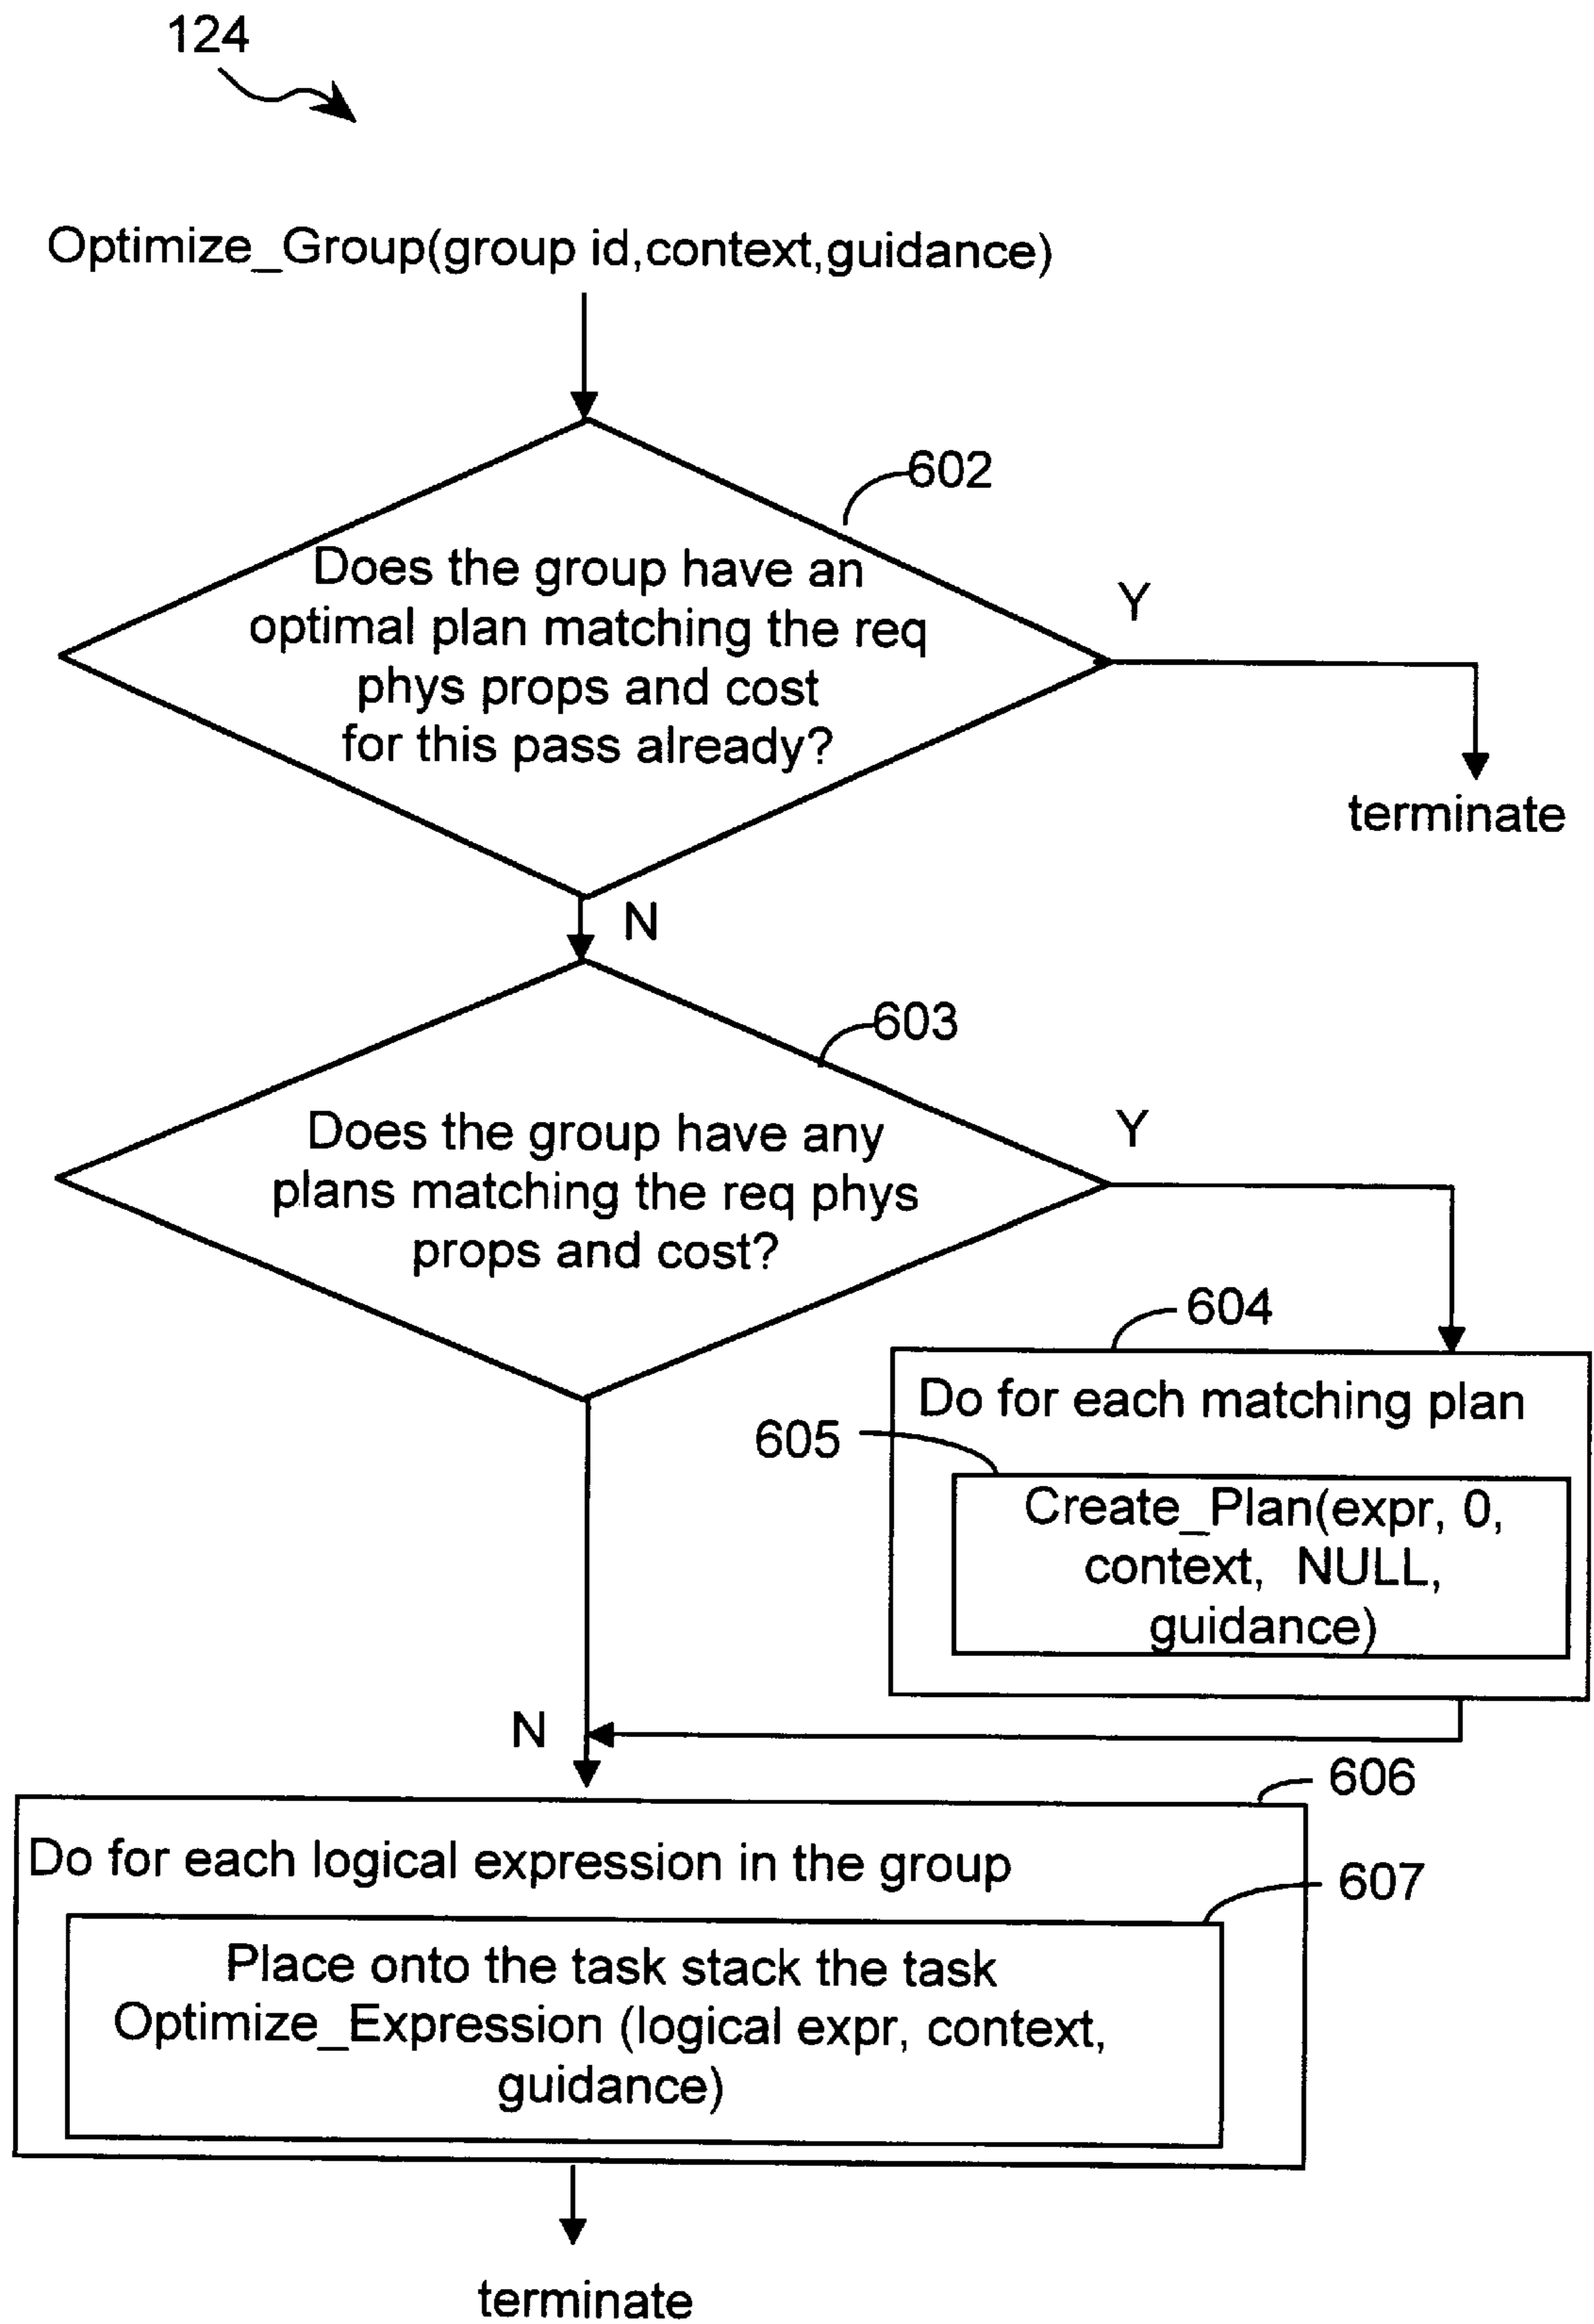 124
Optimize_Group(group id,context,guidance)
602
Does the group have an
optimal plan matching the req
phys props and cost
for this pass already?
Y
terminate
N
603
Does the group have any
plans matching the req phys
props and cost?
Y
604
Do for each matching plan
605
Create_Plan(expr, 0,
context, NULL,
guidance)
N
606
Do for each logical expression in the group
607
Place onto the task stack the task
Optimize_Expression (logical expr, context,
guidance)
terminate